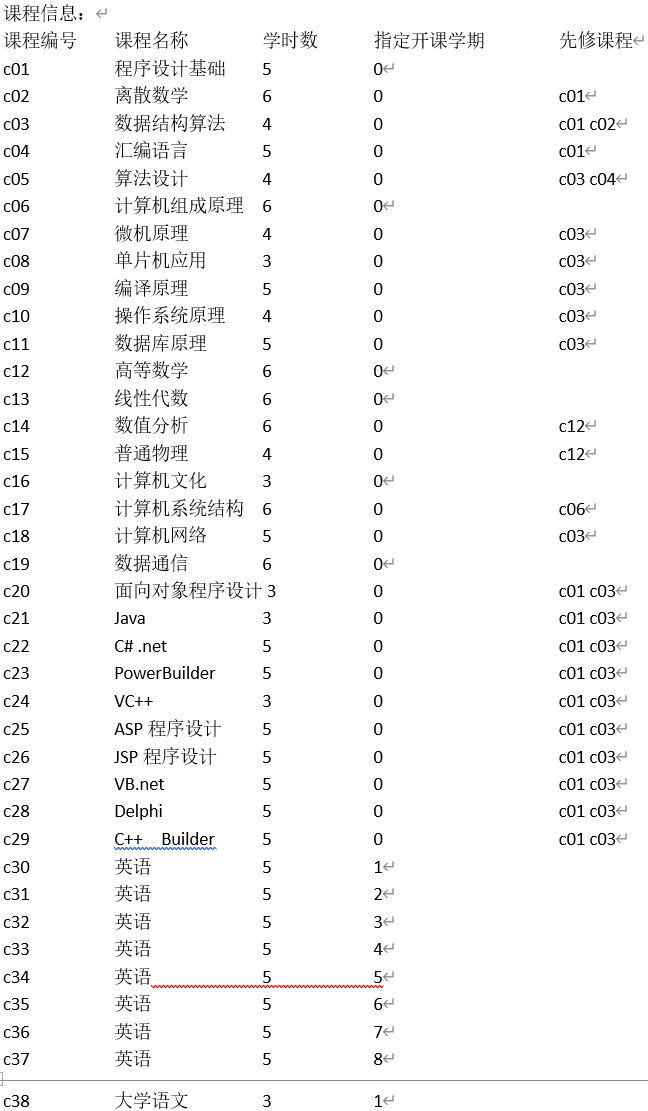 课程信息：
课程编号 课程名称 学时数 指定开课学期 先修课程
c01 程序设计基础 5 0
c02 离散数学 6 0 c01
c03 数据结构算法 4 0 c01 c02
c04 汇编语言 5 0 c01
c05 算法设计 4 0 c03 c04
c06 计算机组成原理 6 0
c07 微机原理 4 0 c03
c08 单片机应用 3 0 c03
c09 编译原理 5 0 c03
c10 操作系统原理 4 0 c03
c11 数据库原理 5 0 c03
c12 高等数学 6 0
c13 线性代数 6 0
c14 数值分析 6 0 c12
c15 普通物理 4 0 c12
c16 计算机文化 3 0
c17 计算机系统结构 6 0 c06
c18 计算机网络 5 0 c03
c19 数据通信 6 0
c20 面向对象程序设计 3 0 c01 c03
c21 Java 3 0 c01 c03
c22 C# .net 5 0 c01 c03
c23 PowerBuilder 5 0 c01 c03
c24 VC++ 3 0 c01 c03
c25 ASP 程序设计 5 0 c01 c03
c26 JSP 程序设计 5 0 c01 c03
c27 VB.net 5 0 c01 c03
c28 Delphi 5 0 c01 c03
c29 C++ Builder 5 0 c01 c03
c30 英语 5 1
c31 英语 5 2
c32 英语 5 3
c33 英语 5 4
c34 英语 5 5
c35 英语 5 6
c36 英语 5 7
c37 英语 5 8
c38 大学语文 3 1